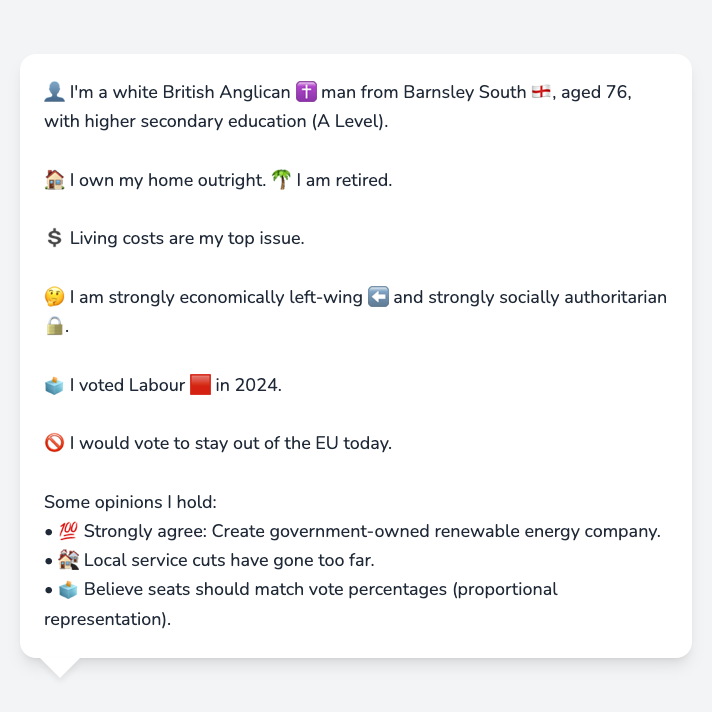 👤 I'm a white British Anglican ✝️ man from Barnsley South 🏴󠁧󠁢󠁥󠁮󠁧󠁿, aged 76,
with higher secondary education (A Level).
🏠 I own my home outright. 🌴 I am retired.
💲 Living costs are my top issue.
🤔 I am strongly economically left-wing ⬅️ and strongly socially authoritarian
🔒.
🗳️ I voted Labour 🟥 in 2024.
🚫 I would vote to stay out of the EU today.
Some opinions I hold:
• 💯 Strongly agree: Create government-owned renewable energy company.
• 🏚️ Local service cuts have gone too far.
• 🗳️ Believe seats should match vote percentages (proportional
representation).